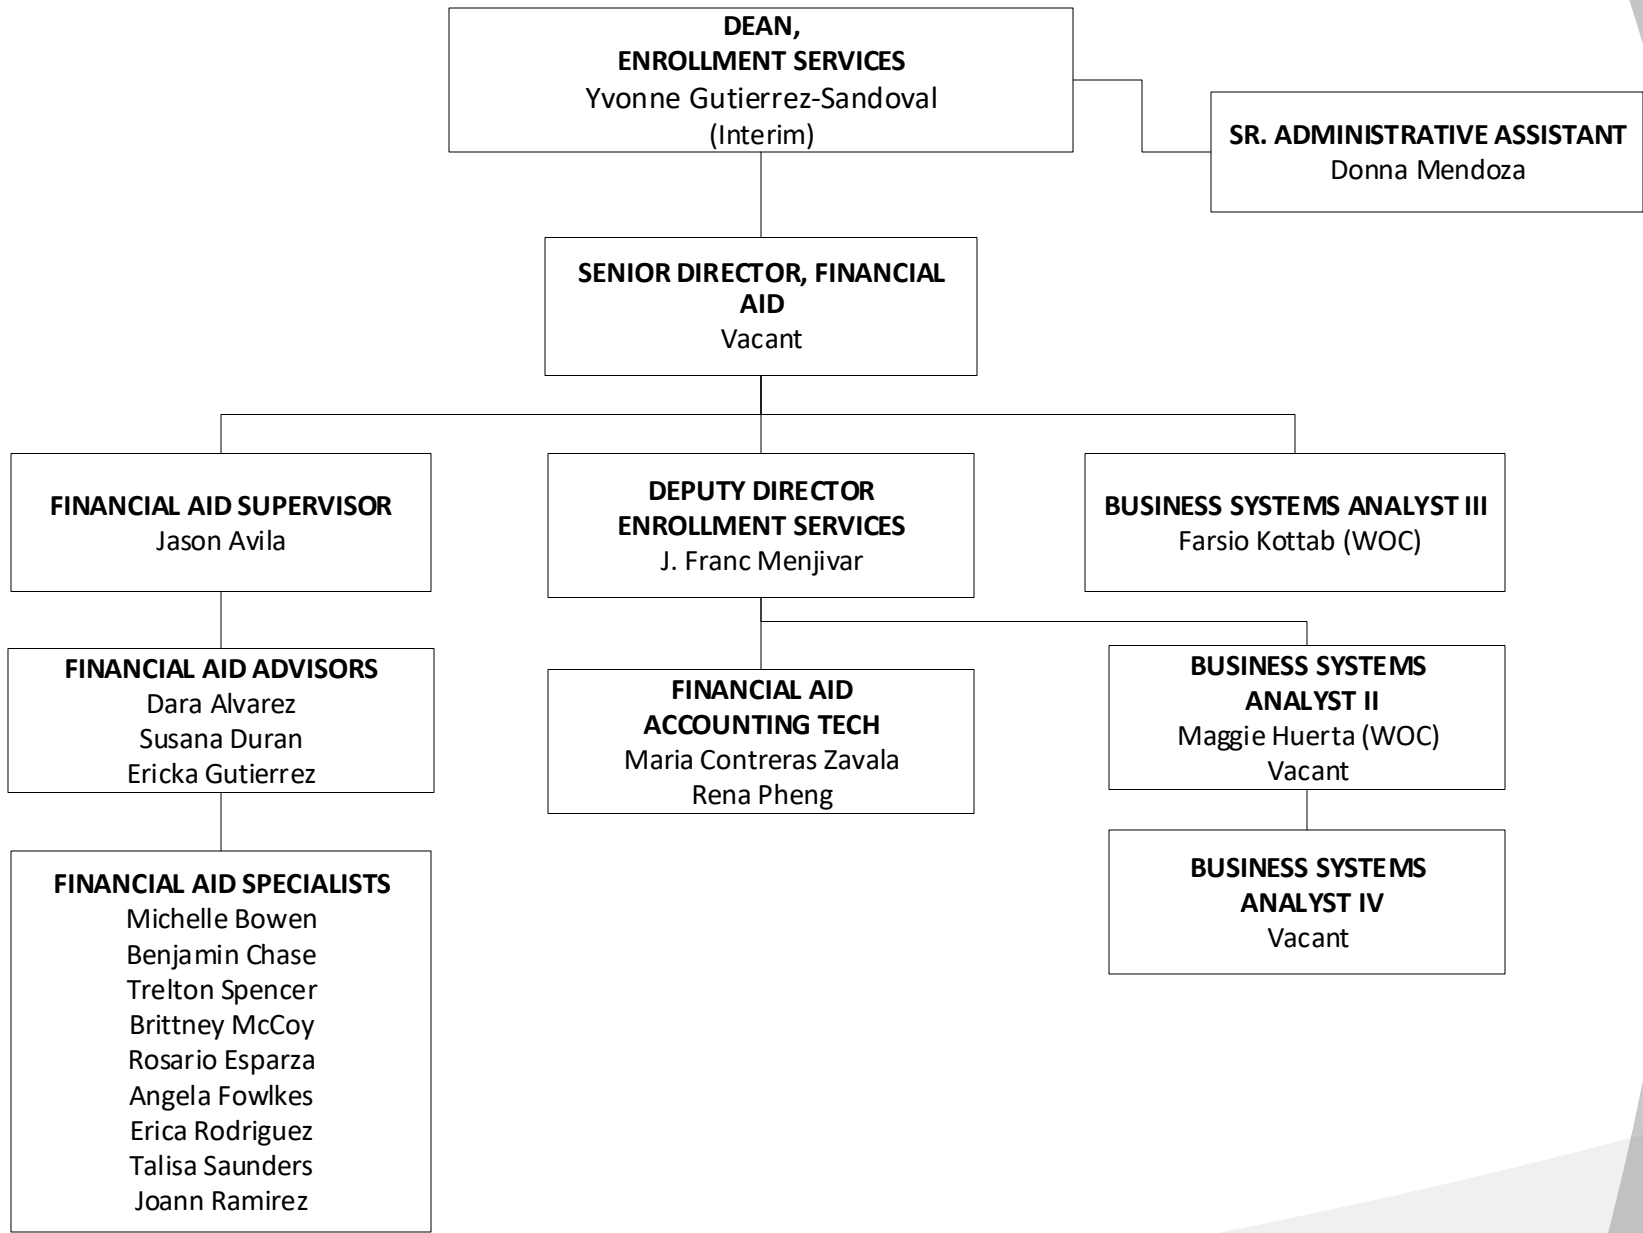 DEAN,
ENROLLMENT SERVICES
Yvonne Gutierrez-Sandoval
(Interim)
SR. ADMINISTRATIVE ASSISTANT
Donna Mendoza
SENIOR DIRECTOR, FINANCIAL
AID
Vacant
FINANCIAL AID SUPERVISOR
Jason Avila
DEPUTY DIRECTOR
ENROLLMENT SERVICES
J. Franc Menjivar
BUSINESS SYSTEMS ANALYST III
Farsio Kottab (WOC)
FINANCIAL AID ADVISORS
Dara Alvarez
Susana Duran
Ericka Gutierrez
FINANCIAL AID
ACCOUNTING TECH
Maria Contreras Zavala
Rena Pheng
BUSINESS SYSTEMS
ANALYST II
Maggie Huerta (WOC)
Vacant
FINANCIAL AID SPECIALISTS
Michelle Bowen
Benjamin Chase
Trelton Spencer
Brittney McCoy
Rosario Esparza
Angela Fowlkes
Erica Rodriguez
Talisa Saunders
Joann Ramirez
BUSINESS SYSTEMS
ANALYST IV
Vacant